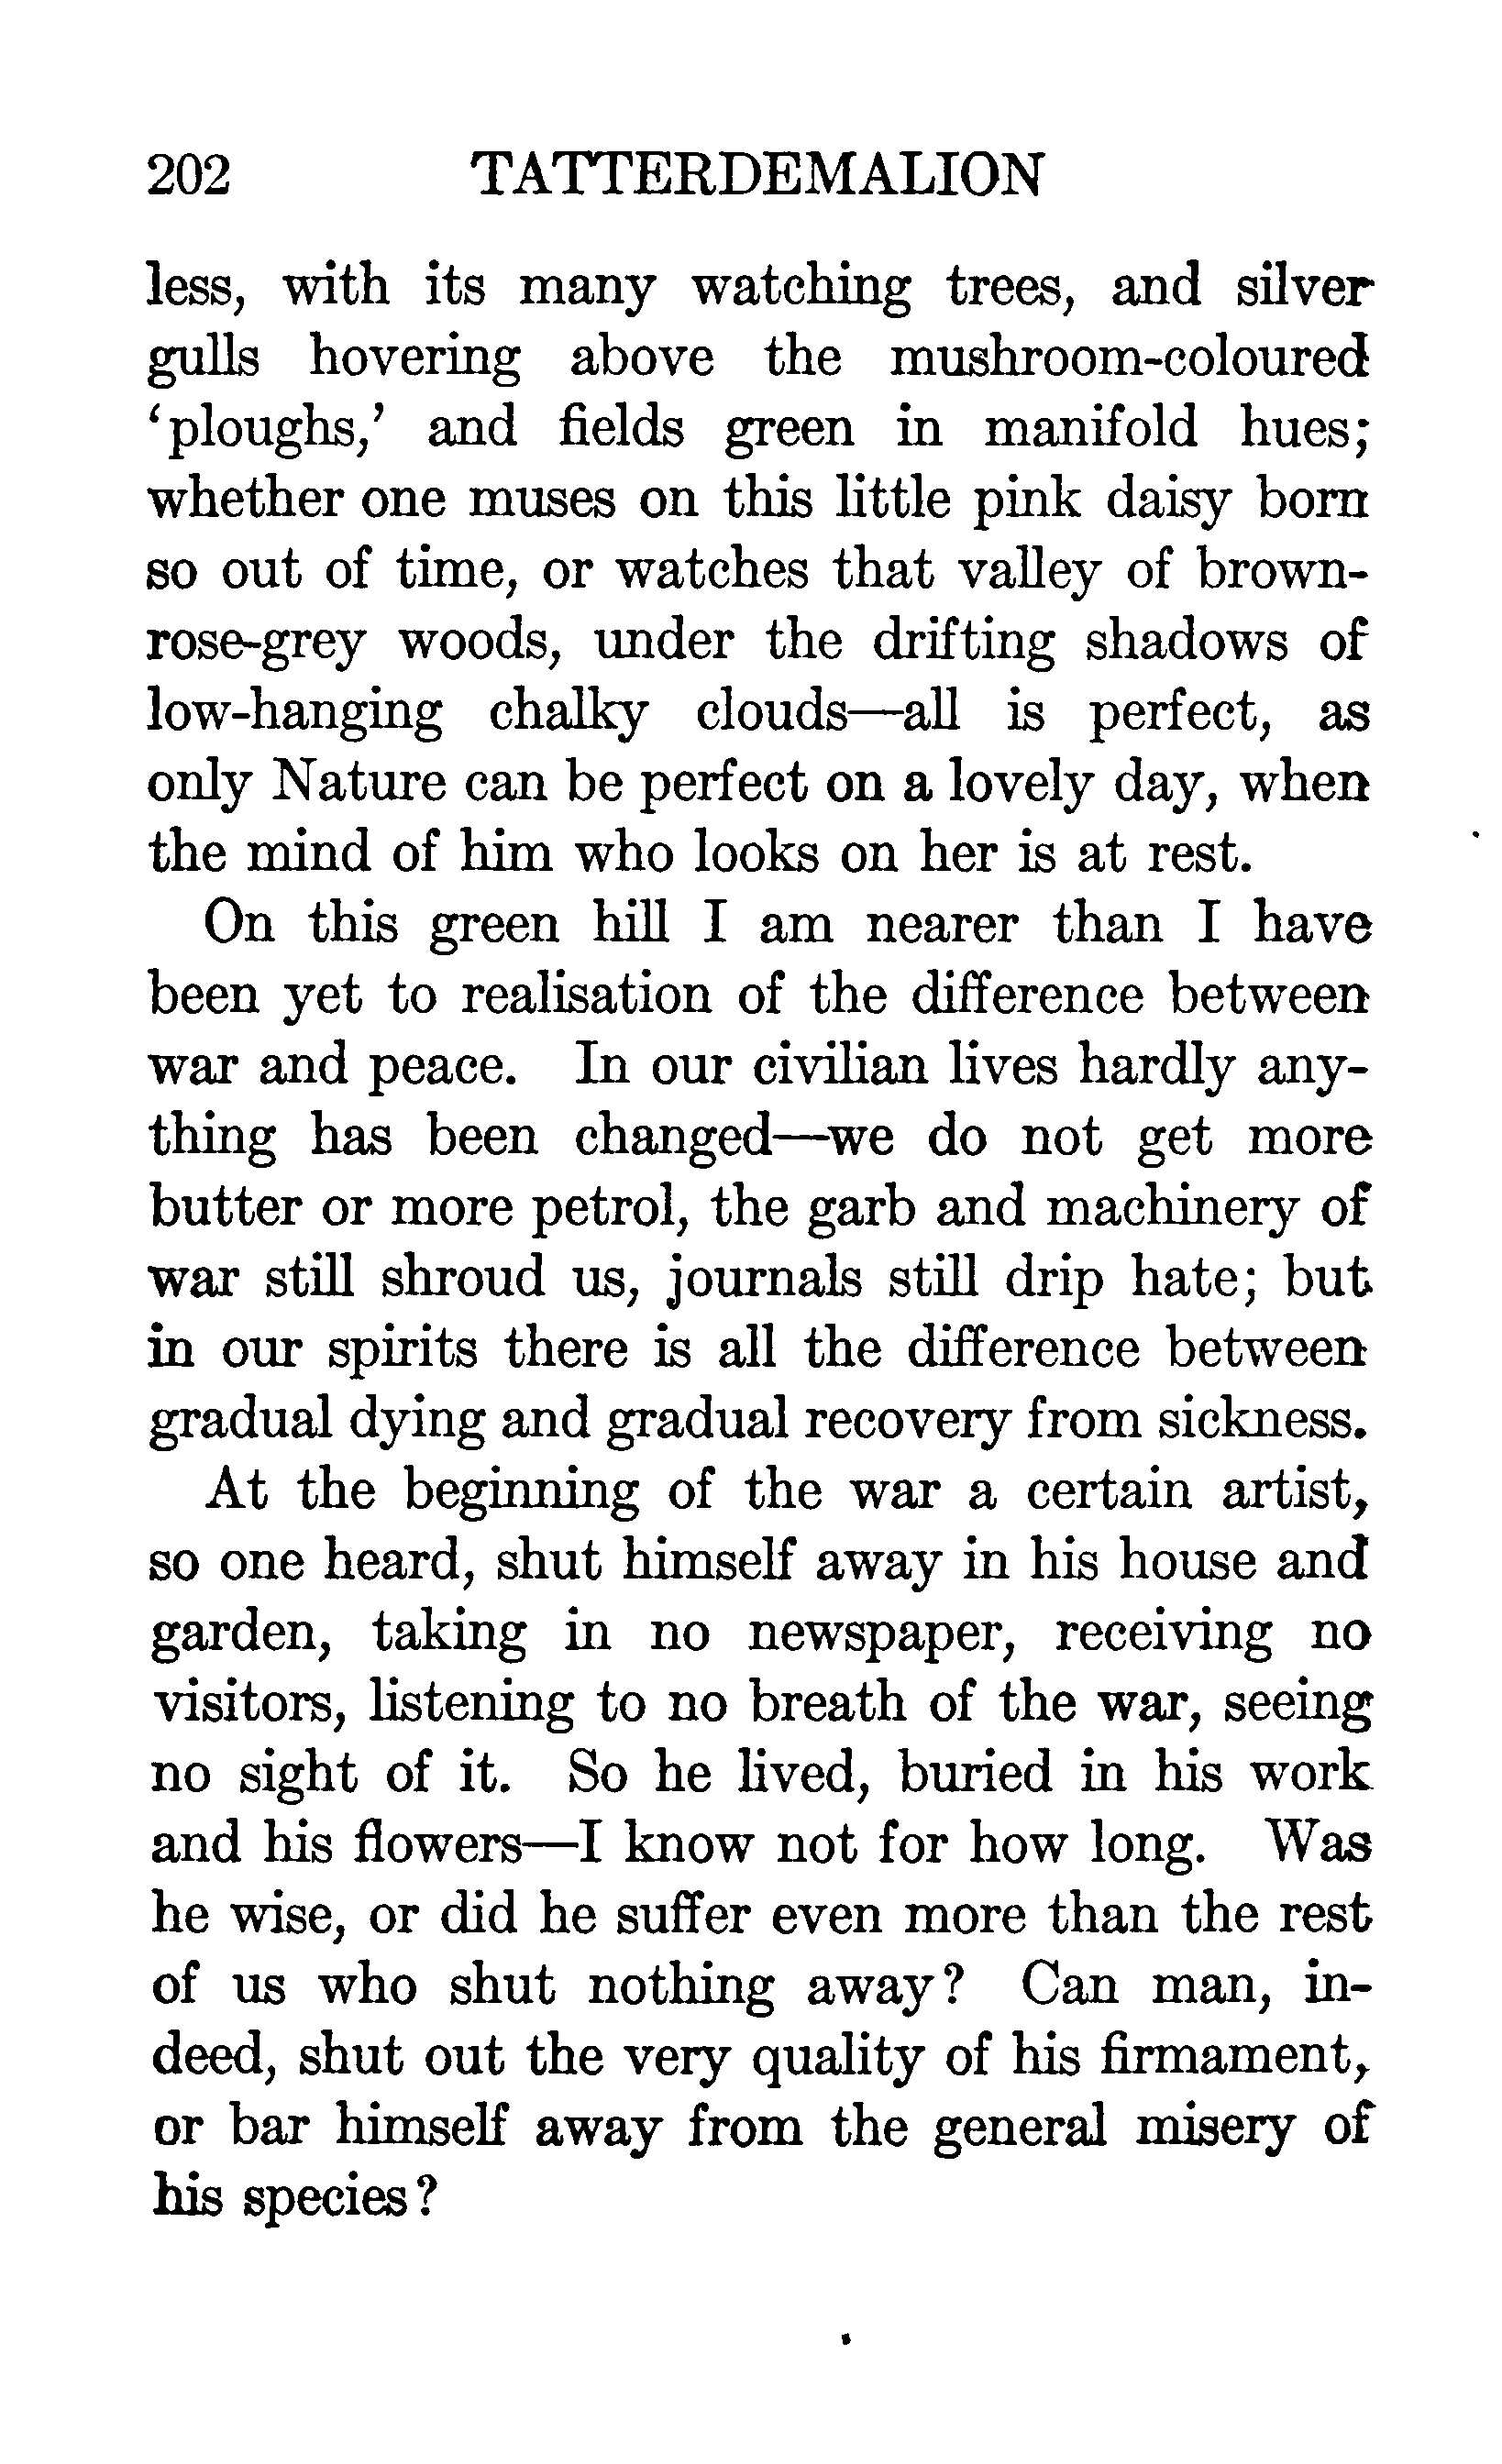 202 TATTERDEMALION
less, with its many watching trees, and silver
gulls hovering above the mushroom-coloured
‘ploughs,’ and fields green in manifold hues;
whether one muses on this little pink daisy born
so out of time, or watches that valley of brown-
rose-grey woods, under the drifting shadows of
low-hanging chalky clouds—all is perfect, as
only Nature can be perfect on a lovely day, when
the mind of him who looks on her is at rest.
On this green hill I am nearer than I have
been yet to realisation of the difference between
war and peace. In our civilian lives hardly any-
thing has been changed—we do not get more
butter or more petrol, the garb and machinery of
war still shroud us, journals still drip hate; but
in our spirits there is all the difference between
gradual dying and gradual recovery from sickness.
At the beginning of the war a certain artist,
so one heard, shut himself away in his house and
garden, taking in no newspaper, receiving no
visitors, listening to no breath of the war, seeing
no sight of it. So he lived, buried in his work
and his flowers—I know not for how long. Was
he wise, or did he suffer even more than the rest
of us who shut nothing away? Can man, in-
deed, shut out the very quality of his firmament,
or bar himself away from the general misery of
his species?